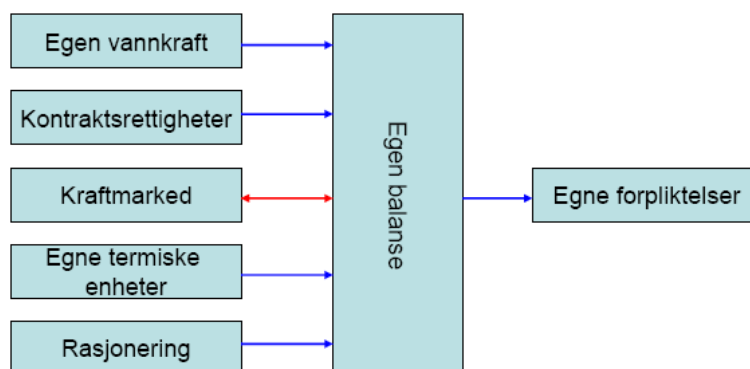 Egen vannkraft
Kontraktsrettigheter
Kraftmarked
Egne termiske
enheter
Rasjonering
Egen balanse
Egne forpliktelser